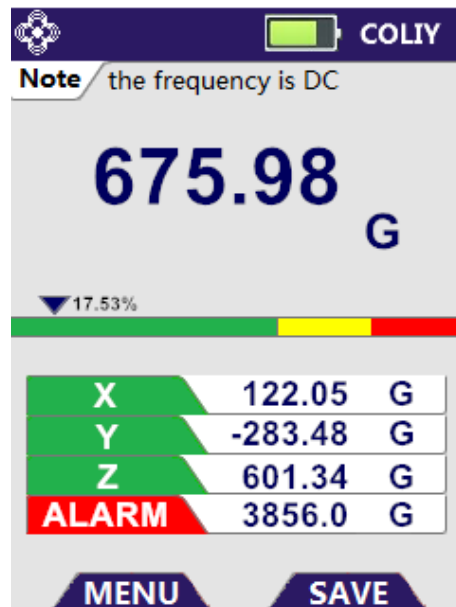 COLIY
Note the frequency is DC
675.98
G
17.53%
X 122.05 G
Y -283.48 G
Z 601.34 G
ALARM 3856.0 G
MENU SAVE